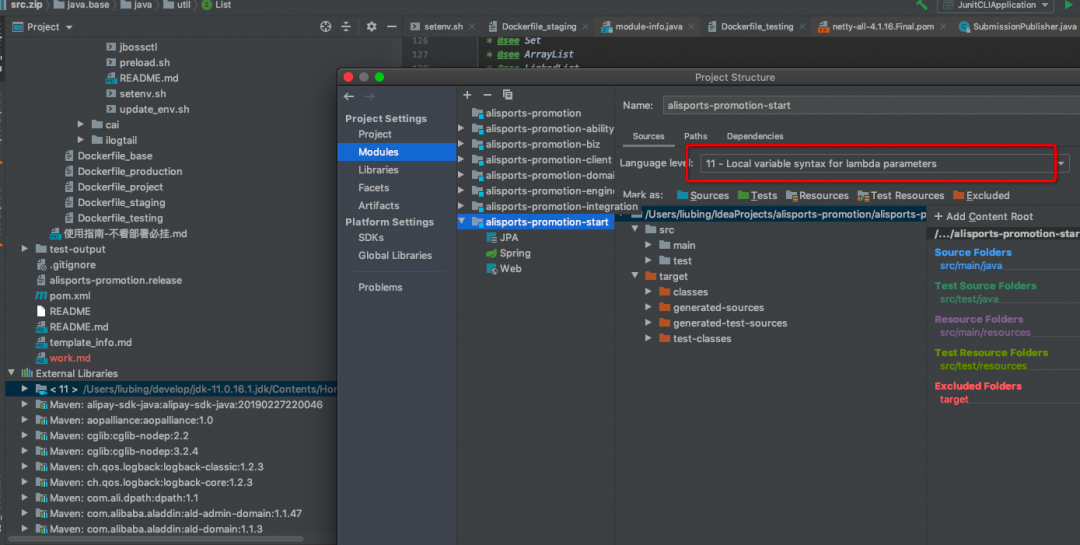 src.zip java.base java util List
JunitCLIApplication
Project
setenv.sh Dockerfile_staging module-info.java Dockerfile_testing netty-all-4.1.16.Final.pom SubmissionPublisher.java
jbossctl
preload.sh
README.md
setenv.sh
update_env.sh
cai
ilogtail
Dockerfile_base
Dockerfile_production
Dockerfile_project
Dockerfile_staging
Dockerfile_testing
使用指南-不看部署必挂.md
test-output
.gitignore
alisports-promotion.release
pom.xml
README
README.md
template_info.md
work.md
External Libraries
< 11 > /Users/liubing/develop/jdk-11.0.16.1.jdk/Contents/Hor
Maven: alipay-sdk-java:alipay-sdk-java:20190227220046
Maven: aopalliance:aopalliance:1.0
Maven: cglib:cglib-nodep:2.2
Maven: cglib:cglib-nodep:3.2.4
Maven: ch.qos.logback:logback-classic:1.2.3
Maven: ch.qos.logback:logback-core:1.2.3
Maven: com.ali.dpath:dpath:1.1
Maven: com.alibaba.aladdin:ald-admin-domain:1.1.47
Maven: com.alibaba.aladdin:ald-domain:1.1.3
126 * @see Set
127 * @see ArrayList
* @see LinkedList
Project Structure
Project Settings
Project
Modules
Libraries
Facets
Artifacts
Platform Settings
SDKs
Global Libraries
Problems
alisports-promotion
alisports-promotion-ability
alisports-promotion-biz
alisports-promotion-client
alisports-promotion-domai
alisports-promotion-engine
alisports-promotion-integration
alisports-promotion-start
JPA
Spring
Web
Name: alisports-promotion-start
Sources Paths Dependencies
Language level: 11 - Local variable syntax for lambda parameters
Mark as: Sources Tests Resources Test Resources Excluded
/Users/liubing/IdeaProjects/alisports-promotion/alisports-p
src
main
test
target
classes
generated-sources
generated-test-sources
test-classes
+ Add Content Root
/.../alisports-promotion-star
Source Folders
src/main/java
Test Source Folders
src/test/java
Resource Folders
src/main/resources
Test Resource Folders
src/test/resources
Excluded Folders
target